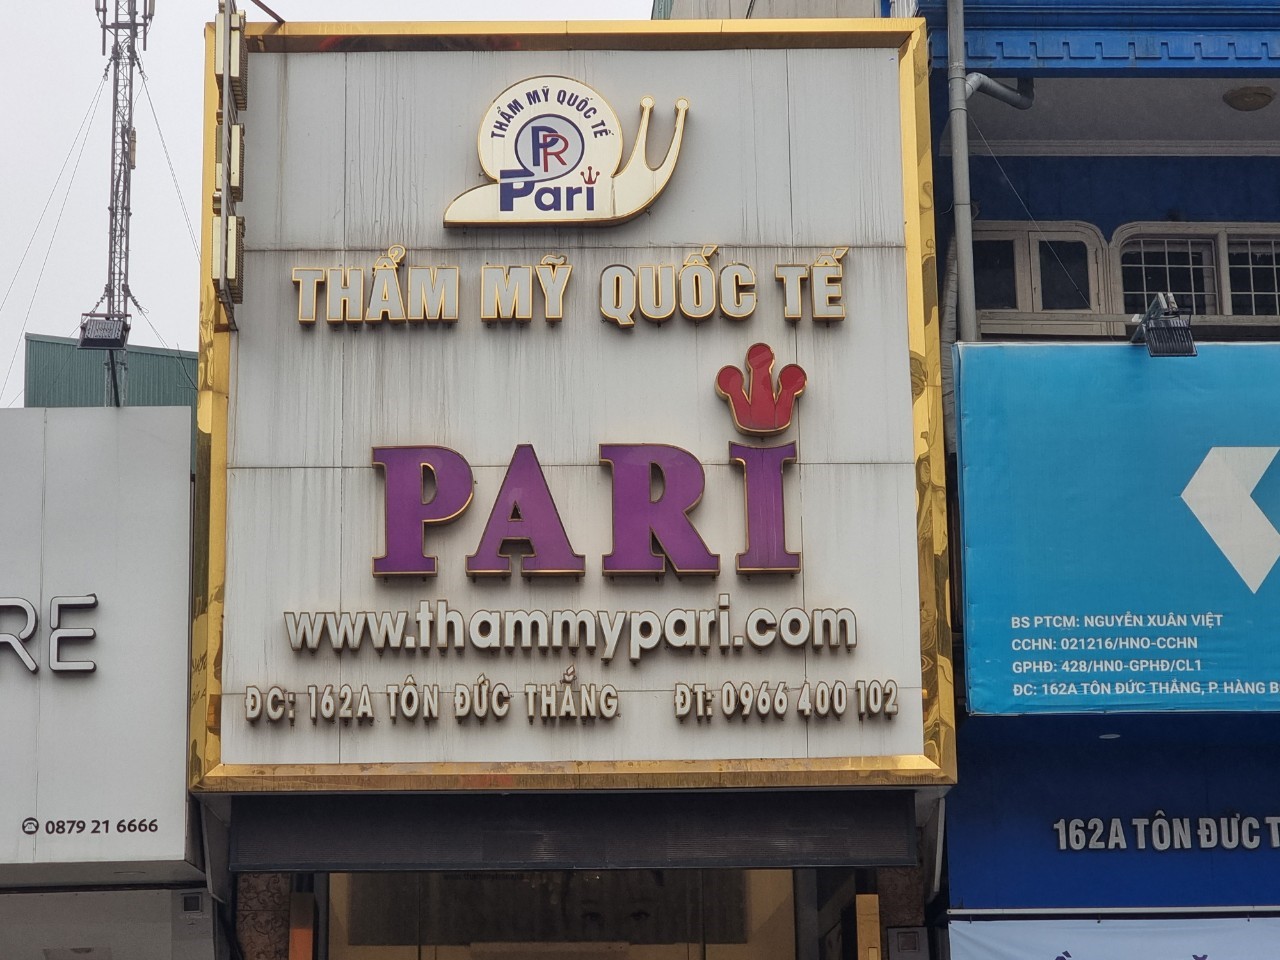 THẨM MỸ QUỐC TẾ
PR
Pari
THẨM MỸ QUỐC TẾ
PARI
www.thammypari.com
ĐC: 162A TÔN ĐỨC THẮNG ĐT: 0966 400 102
RE
0879 21 6666
BS PTCM: NGUYỄN XUÂN VIỆT
CCHN: 021216/HNO-CCHN
GPHĐ: 428/HNO-GPHĐ/CL1
ĐC: 162A TÔN ĐỨC THẮNG, P. HÀNG B
162A TÔN ĐỨC T